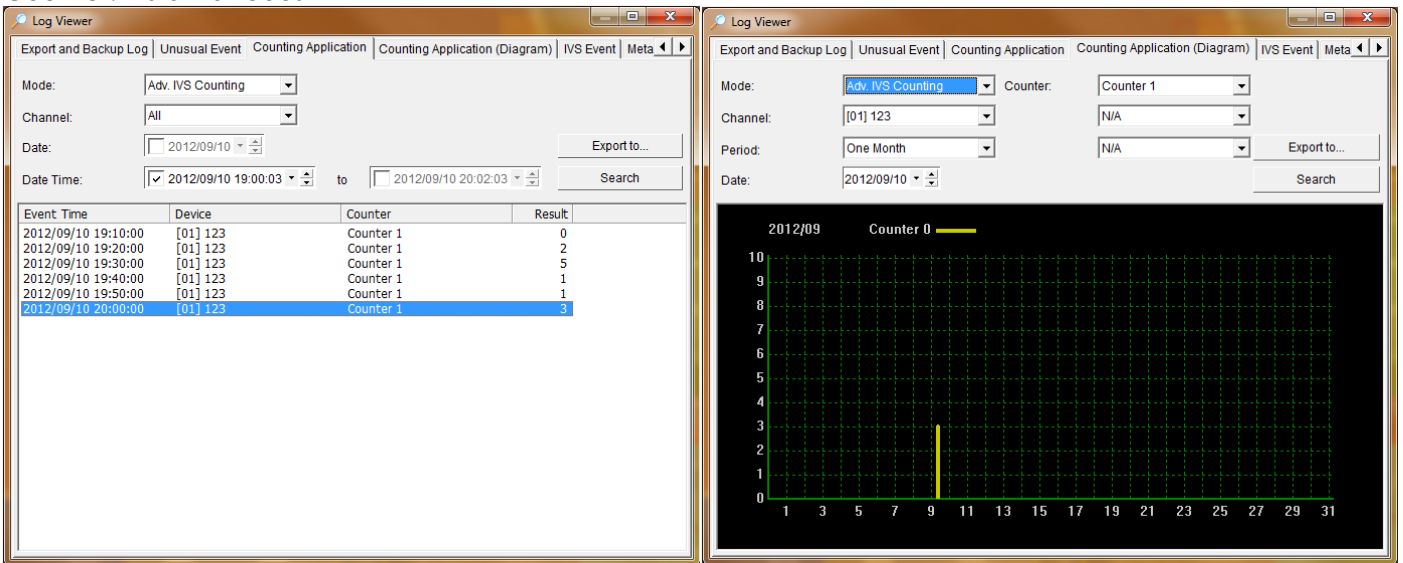 Log Viewer
Export and Backup Log Unusual Event Counting Application Counting Application (Diagram) IVS Event Meta
Mode: Adv. IVS Counting
Channel: All
Date: 2012/09/10 Export to...
Date Time: 2012/09/10 19:00:03 to 2012/09/10 20:02:03 Search
Event Time Device Counter Result
2012/09/10 19:10:00 [01] 123 Counter 1 0
2012/09/10 19:20:00 [01] 123 Counter 1 2
2012/09/10 19:30:00 [01] 123 Counter 1 5
2012/09/10 19:40:00 [01] 123 Counter 1 1
2012/09/10 19:50:00 [01] 123 Counter 1 1
2012/09/10 20:00:00 [01] 123 Counter 1 3
Log Viewer
Export and Backup Log Unusual Event Counting Application Counting Application (Diagram) IVS Event Meta
Mode: Adv. IVS Counting Counter: Counter 1
Channel: [01] 123 N/A
Period: One Month N/A Export to...
Date: 2012/09/10 Search
2012/09 Counter 0
10
9
8
7
6
5
4
3
2
1
0
1 3 5 7 9 11 13 15 17 19 21 23 25 27 29 31